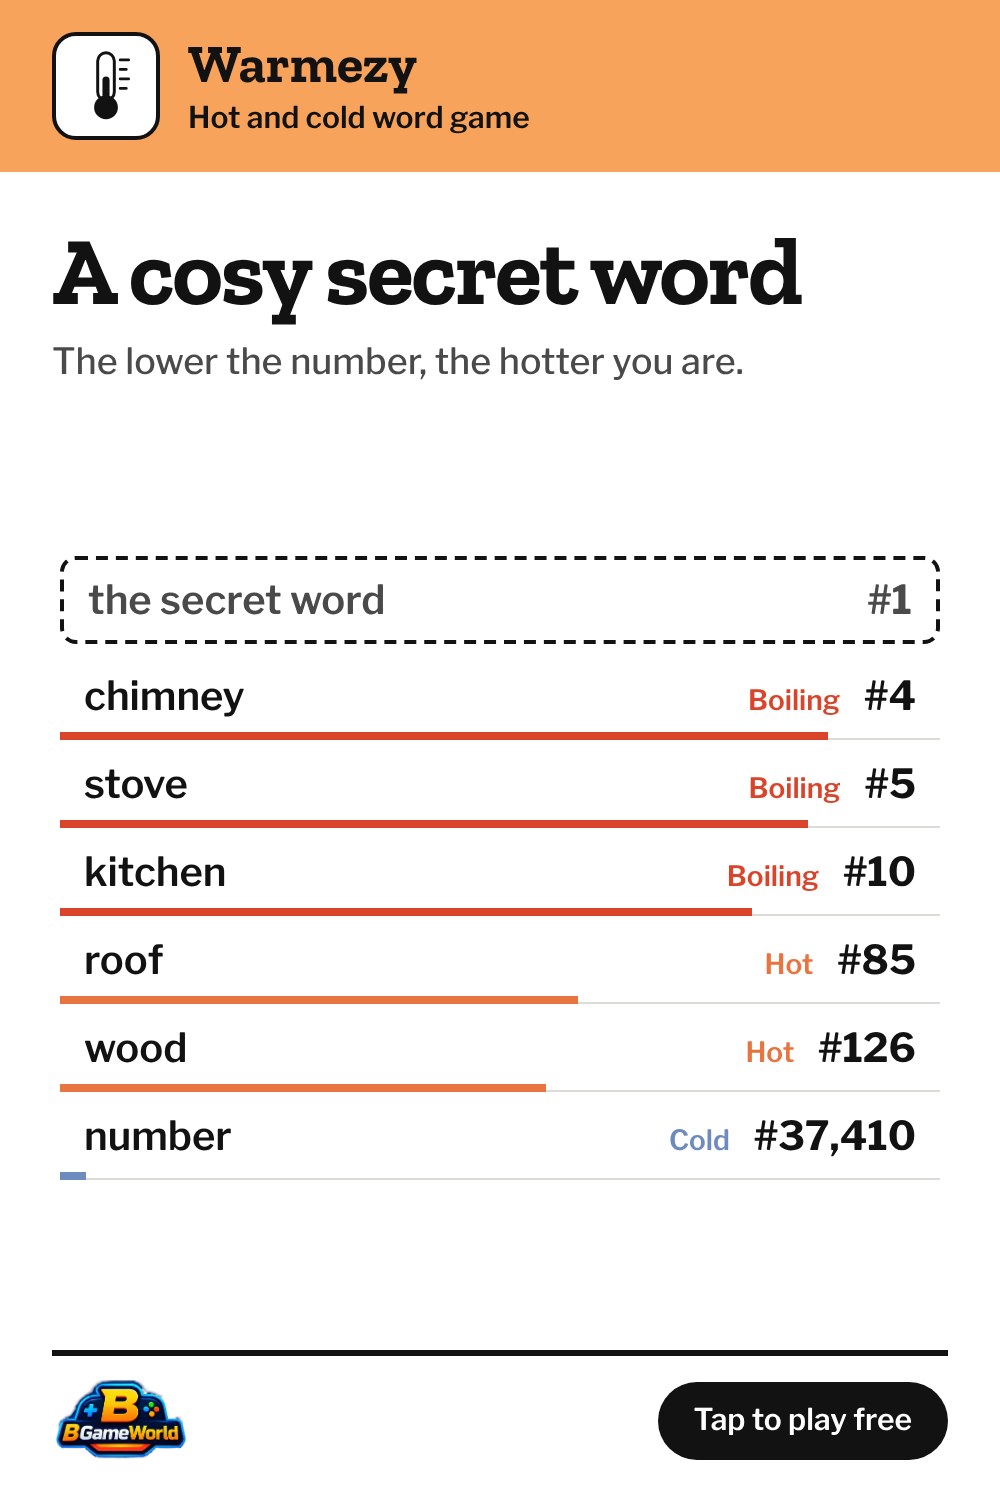 Warmezy
Hot and cold word game
A cosy secret word
The lower the number, the hotter you are.
the secret word #1
chimney Boiling #4
stove Boiling #5
kitchen Boiling #10
roof Hot #85
wood Hot #126
number Cold #37,410
B
BGameWorld
Tap to play free